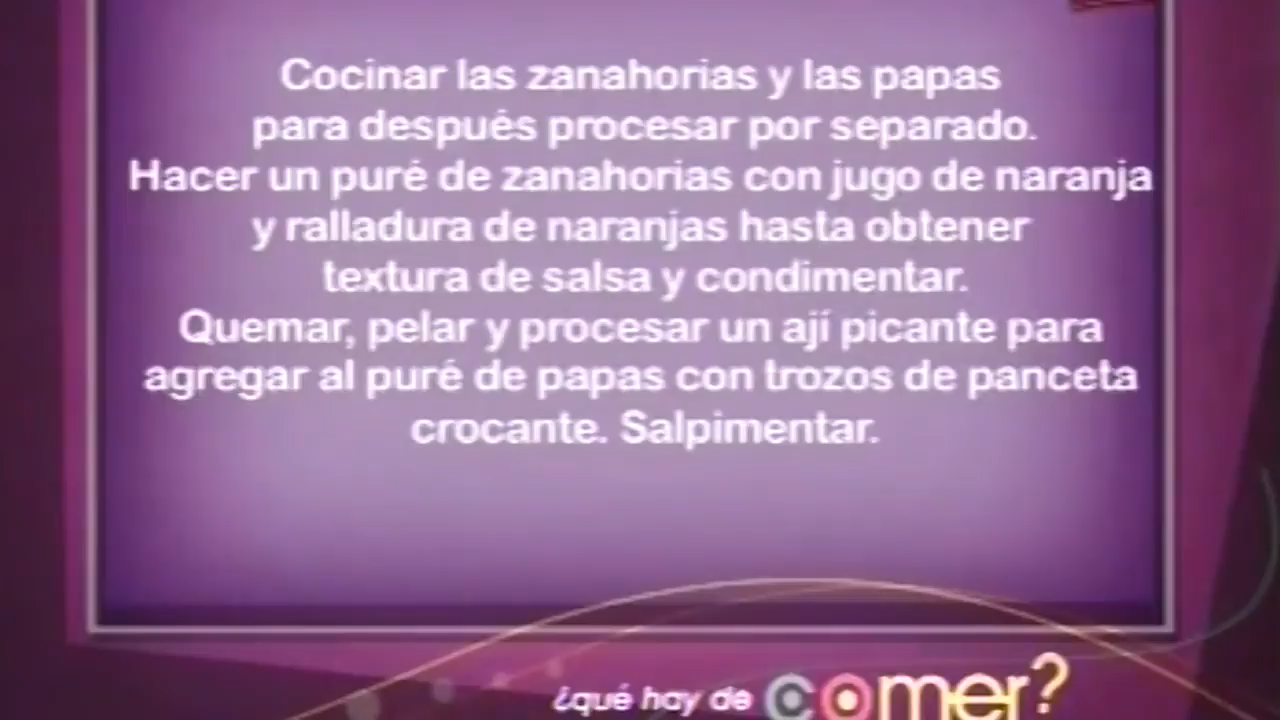 Cocinar las zanahorias y las papas
para después procesar por separado.
Hacer un puré de zanahorias con jugo de naranja
y ralladura de naranjas hasta obtener
textura de salsa y condimentar.
Quemar, pelar y procesar un ají picante para
agregar al puré de papas con trozos de panceta
crocante. Salpimentar.
¿qué hay de comer?